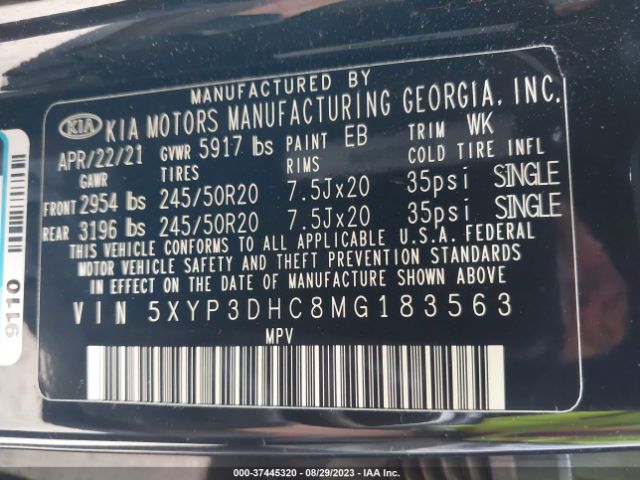 MANUFACTURED BY
KIA KIA MOTORS MANUFACTURING GEORGIA, INC.
APR/22/21 GVWR 5917 lbs PAINT EB TRIM WK
GAWR TIRES RIMS COLD TIRE INFL
FRONT 2954 lbs 245/50R20 7.5Jx20 35psi SINGLE
REAR 3196 lbs 245/50R20 7.5Jx20 35psi SINGLE
THIS VEHICLE CONFORMS TO ALL APPLICABLE U.S.A. FEDERAL
MOTOR VEHICLE SAFETY AND THEFT PREVENTION STANDARDS
IN EFFECT ON THE DATE OF MANUFACTURE SHOWN ABOVE
VIN 5XYP3DHC8MG183563
MPV
9110
000-37445320 - 08/29/2023 - IAA Inc.